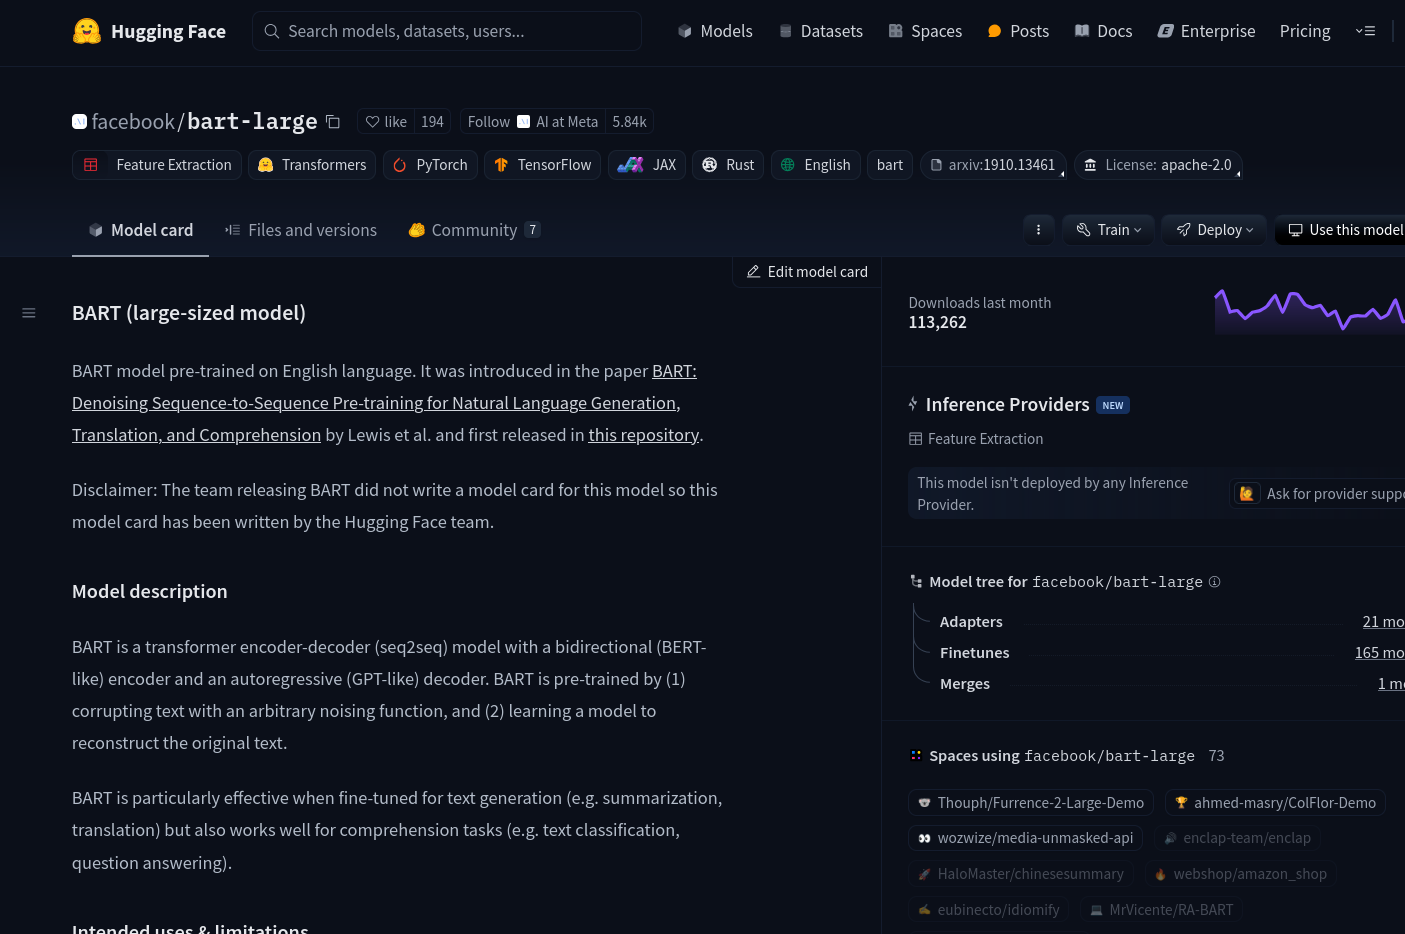 Hugging Face
Search models, datasets, users...
Models
Datasets
Spaces
Posts
Docs
Enterprise
Pricing
facebook/bart-large
like 194
Follow AI at Meta 5.84k
Feature Extraction
Transformers
PyTorch
TensorFlow
JAX
Rust
English
bart
arxiv:1910.13461
License: apache-2.0
Model card
Files and versions
Community 7
Train
Deploy
Use this model
Edit model card
BART (large-sized model)
BART model pre-trained on English language. It was introduced in the paper BART:
Denoising Sequence-to-Sequence Pre-training for Natural Language Generation,
Translation, and Comprehension by Lewis et al. and first released in this repository.
Disclaimer: The team releasing BART did not write a model card for this model so this
model card has been written by the Hugging Face team.
Model description
BART is a transformer encoder-decoder (seq2seq) model with a bidirectional (BERT-
like) encoder and an autoregressive (GPT-like) decoder. BART is pre-trained by (1)
corrupting text with an arbitrary noising function, and (2) learning a model to
reconstruct the original text.
BART is particularly effective when fine-tuned for text generation (e.g. summarization,
translation) but also works well for comprehension tasks (e.g. text classification,
question answering).
Intended uses & limitations
Downloads last month
113,262
Inference Providers NEW
Feature Extraction
This model isn't deployed by any Inference
Provider.
Ask for provider suppo
Model tree for facebook/bart-large
Adapters 21 mo
Finetunes 165 mo
Merges 1 mo
Spaces using facebook/bart-large 73
Thouph/Furrence-2-Large-Demo
ahmed-masry/ColFlor-Demo
wozwize/media-unmasked-api
enclap-team/enclap
HaloMaster/chinesesummary
webshop/amazon_shop
eubinecto/idiomify
MrVicente/RA-BART